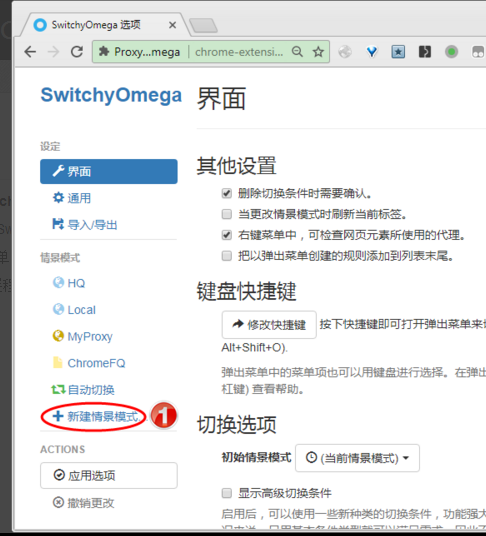 SwitchyOmega 选项
Proxy...mega | chrome-extensi...
SwitchyOmega
界面
设定
界面
通用
导入/导出
情景模式
HQ
Local
MyProxy
ChromeFQ
自动切换
新建情景模式
1
ACTIONS
应用选项
撤销更改
其他设置
删除切换条件时需要确认。
当更改情景模式时刷新当前标签。
右键菜单中，可检查网页元素所使用的代理。
把以弹出菜单创建的规则添加到列表末尾。
键盘快捷键
修改快捷键 按下快捷键即可打开弹出菜单来
Alt+Shift+O).
弹出菜单中的菜单项也可以用键盘进行选择。在弹出
杠键) 查看帮助。
切换选项
初始情景模式 (当前情景模式)
显示高级切换条件
启用后，可以使用一些新种类的切换条件，功能强大